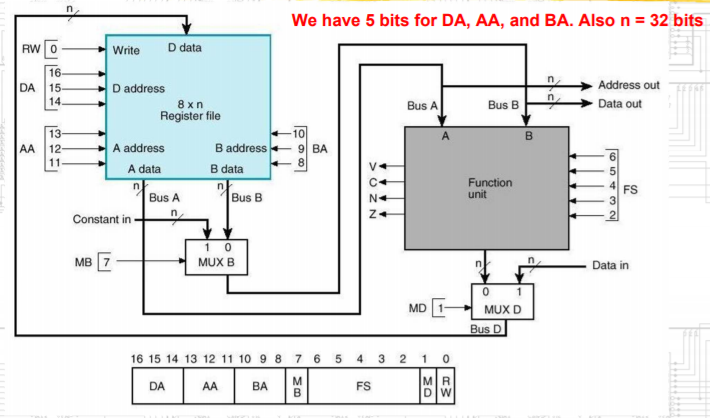 We have 5 bits for DA, AA, and BA. Also n = 32 bits
n
RW 0
Write
D data
DA
16
15
14
D address
8 x n
Register file
AA
13
12
11
A address
B address
10
9
8
BA
A data
B data
n
Bus A
n
Bus B
Constant in
n
1 0
MUX B
MB 7
n
Address out
n
Data out
Bus A
Bus B
A
B
V
C
N
Z
Function
unit
6
5
4
3
2
FS
n
n
Data in
0 1
MUX D
MD 1
Bus D
16 15 14 13 12 11 10 9 8 7 6 5 4 3 2 1 0
DA AA BA MB FS MD RW